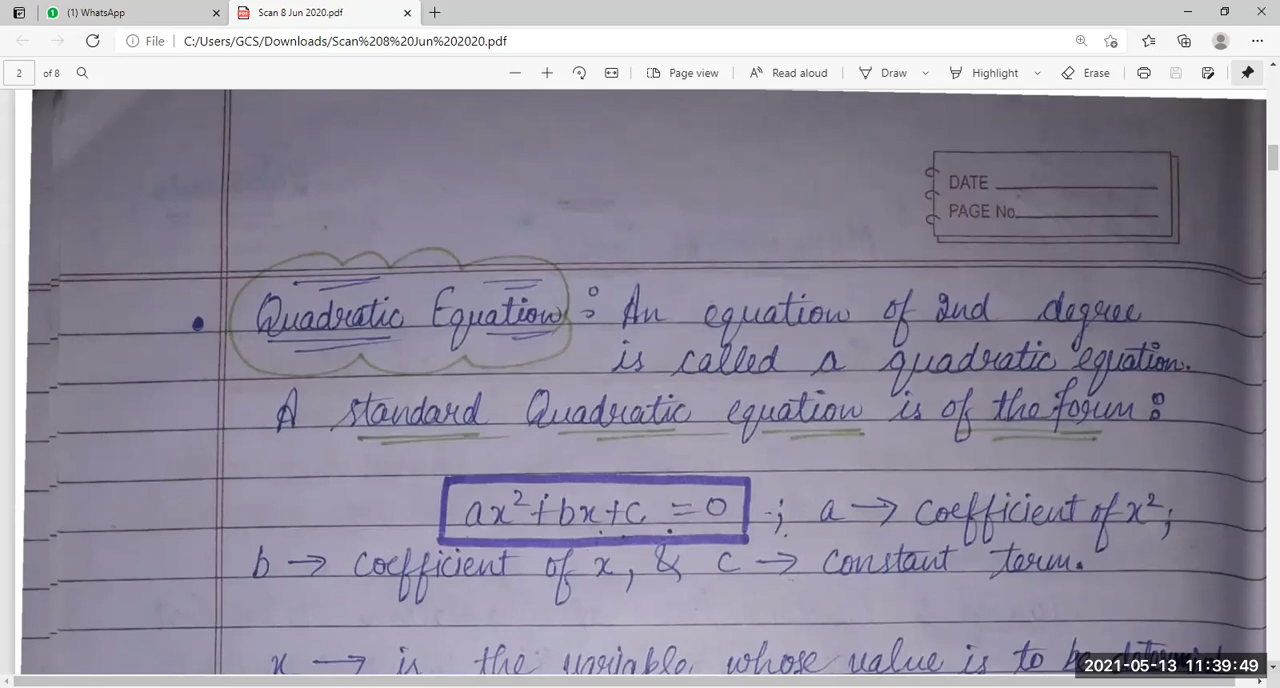 (1) WhatsApp
Scan 8 Jun 2020.pdf
File | C:/Users/GCS/Downloads/Scan%208%20Jun%202020.pdf
2 of 8 Page view Read aloud Draw Highlight Erase
DATE
PAGE No.
• Quadratic Equation : An equation of 2nd degree
is called a quadratic equation.
A standard Quadratic equation is of the form :
ax²+bx+c = 0 ; a → coefficient of x²;
b → coefficient of x, & c → constant term.
x → is the variable, whose value is to be
2021-05-13 11:39:49